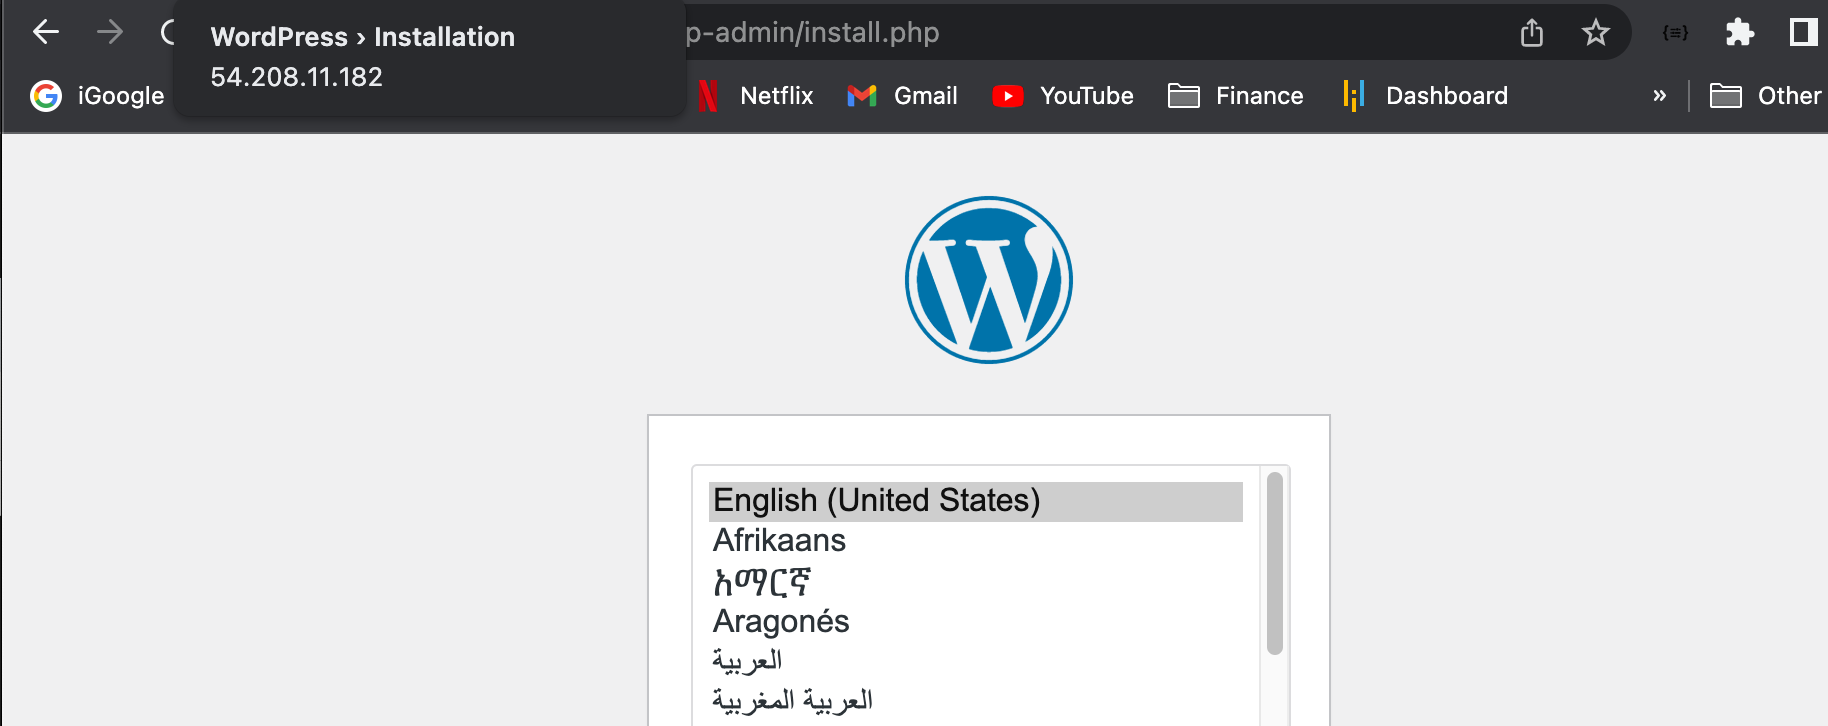 WordPress › Installation
54.208.11.182
p-admin/install.php
iGoogle
Netflix
Gmail
YouTube
Finance
Dashboard
»
Other
English (United States)
Afrikaans
አማርኛ
Aragonés
العربية
العربية المغربية